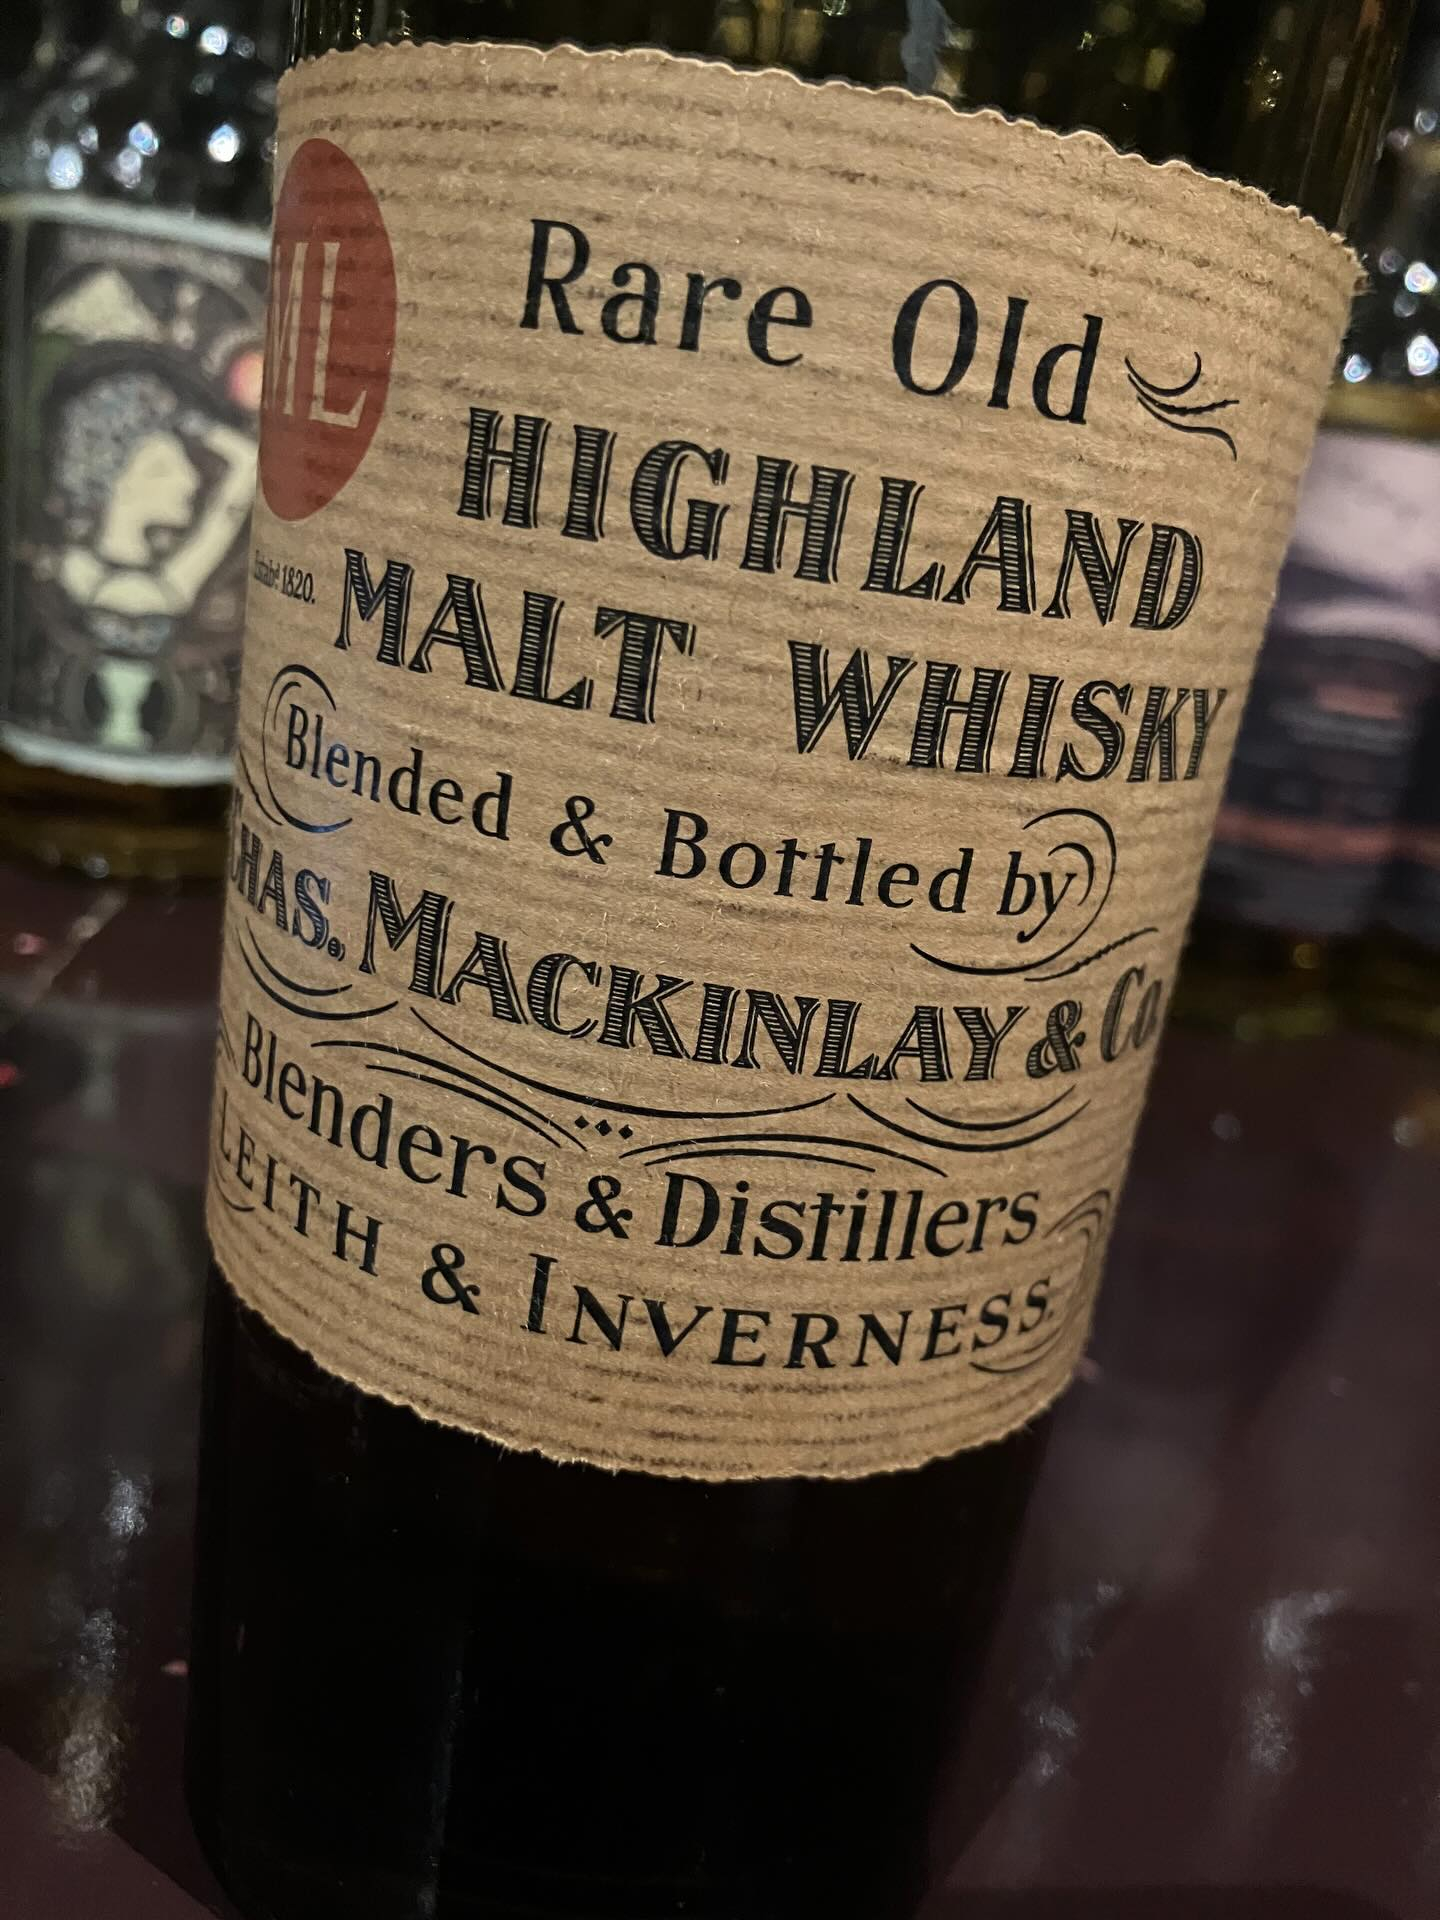 ML
Rare Old
HIGHLAND
MALT WHISKY
Estabd 1820.
Blended & Bottled by
CHAS. MACKINLAY & Co.
Blenders & Distillers
LEITH & INVERNESS.